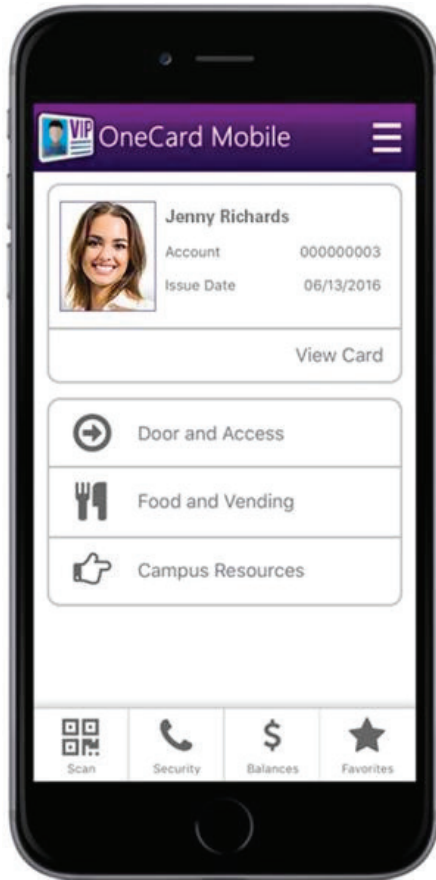 VIP OneCard Mobile
Jenny Richards
Account 000000003
Issue Date 06/13/2016
View Card
Door and Access
Food and Vending
Campus Resources
Scan Security Balances Favorites